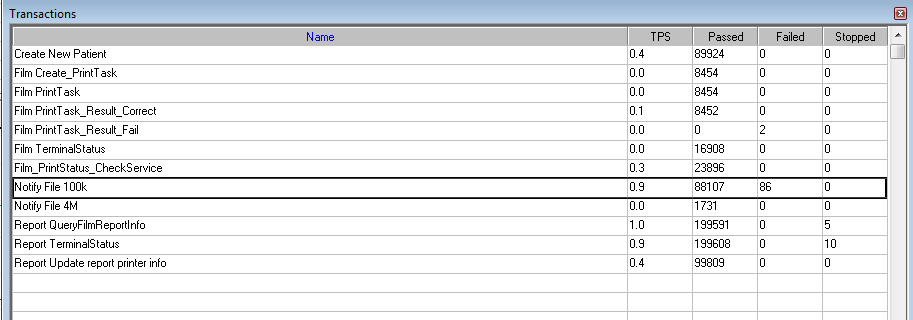 Transactions
Name TPS Passed Failed Stopped
Create New Patient 0.4 89924 0 0
Film Create_PrintTask 0.0 8454 0 0
Film PrintTask 0.0 8454 0 0
Film PrintTask_Result_Correct 0.1 8452 0 0
Film PrintTask_Result_Fail 0.0 0 2 0
Film TerminalStatus 0.0 16908 0 0
Film_PrintStatus_CheckService 0.3 23896 0 0
Notify File 100k 0.9 88107 86 0
Notify File 4M 0.0 1731 0 0
Report QueryFilmReportInfo 1.0 199591 0 5
Report TerminalStatus 0.9 199608 0 10
Report Update report printer info 0.4 99809 0 0